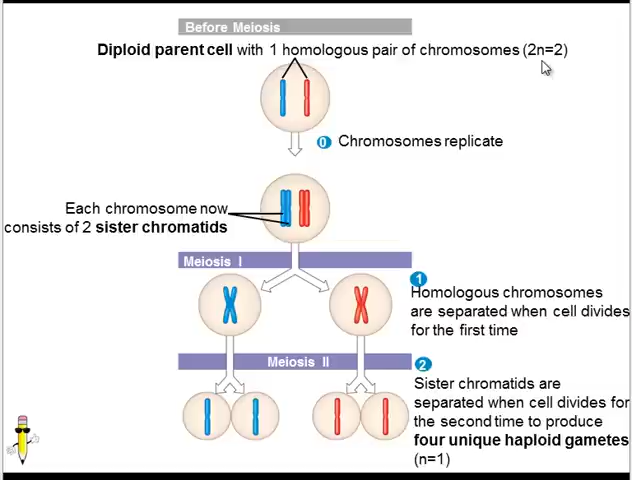 Before Meiosis
Diploid parent cell with 1 homologous pair of chromosomes (2n=2)
0 Chromosomes replicate
Each chromosome now
consists of 2 sister chromatids
Meiosis I
1
Homologous chromosomes
are separated when cell divides
for the first time
Meiosis II
2
Sister chromatids are
separated when cell divides for
the second time to produce
four unique haploid gametes
(n=1)